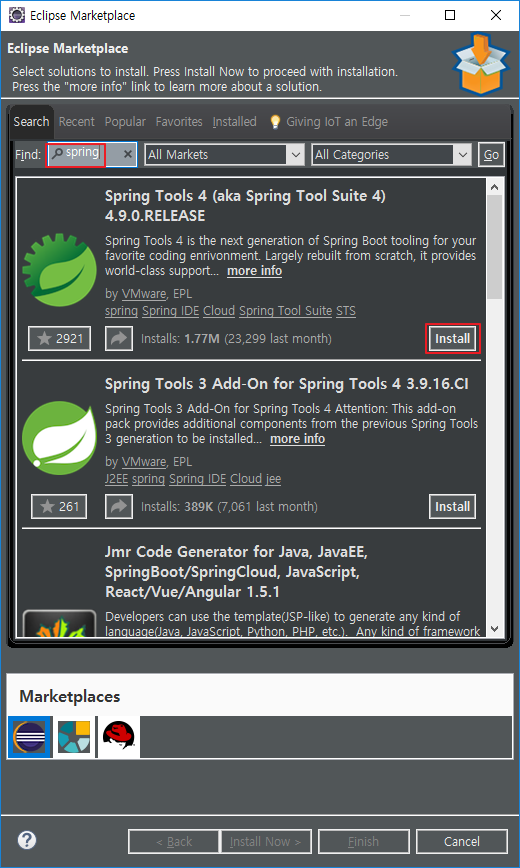 Eclipse Marketplace
Eclipse Marketplace
Select solutions to install. Press Install Now to proceed with installation.
Press the "more info" link to learn more about a solution.
Search Recent Popular Favorites Installed Giving IoT an Edge
Find: spring All Markets All Categories Go
Spring Tools 4 (aka Spring Tool Suite 4)
4.9.0.RELEASE
Spring Tools 4 is the next generation of Spring Boot tooling for your
favorite coding enrivonment. Largely rebuilt from scratch, it provides
world-class support... more info
by VMware, EPL
spring Spring IDE Cloud Spring Tool Suite STS
2921 Installs: 1.77M (23,299 last month) Install
Spring Tools 3 Add-On for Spring Tools 4 3.9.16.CI
Spring Tools 3 Add-On for Spring Tools 4 Attention: This add-on
pack provides additional components from the previous Spring Tools
3 generation to be installed... more info
by VMware, EPL
J2EE spring Spring IDE Cloud jee
261 Installs: 389K (7,061 last month) Install
Jmr Code Generator for Java, JavaEE,
SpringBoot/SpringCloud, JavaScript,
React/Vue/Angular 1.5.1
Developers can use the template(JSP-like) to generate any kind of
language(Java, JavaScript, Python, PHP, etc.). Any kind of framework
Marketplaces
? < Back Install Now > Finish Cancel